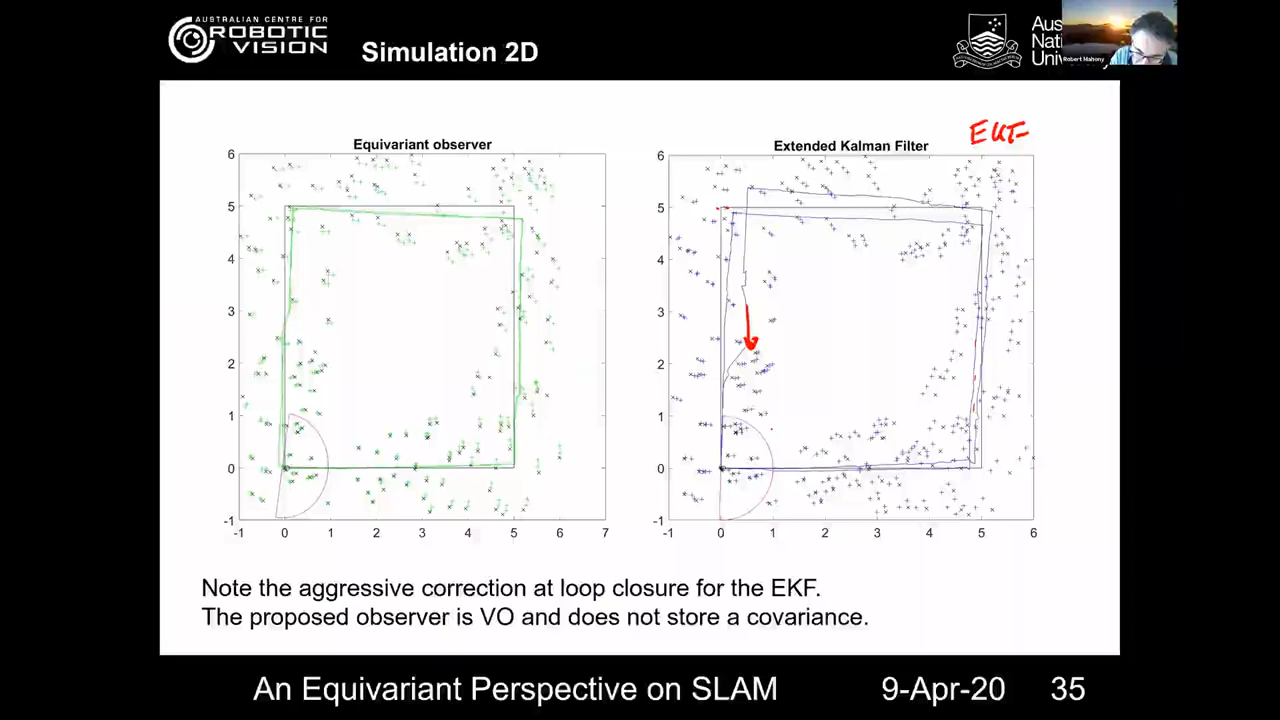 AUSTRALIAN CENTRE FOR
ROBOTIC
VISION
Simulation 2D
Aus
Nati
Univ
Robert Mahony
EKF
Equivariant observer
6
5
4
3
2
1
0
-1
-1 0 1 2 3 4 5 6 7
Extended Kalman Filter
6
5
4
3
2
1
0
-1
-1 0 1 2 3 4 5 6
Note the aggressive correction at loop closure for the EKF.
The proposed observer is VO and does not store a covariance.
An Equivariant Perspective on SLAM 9-Apr-20 35